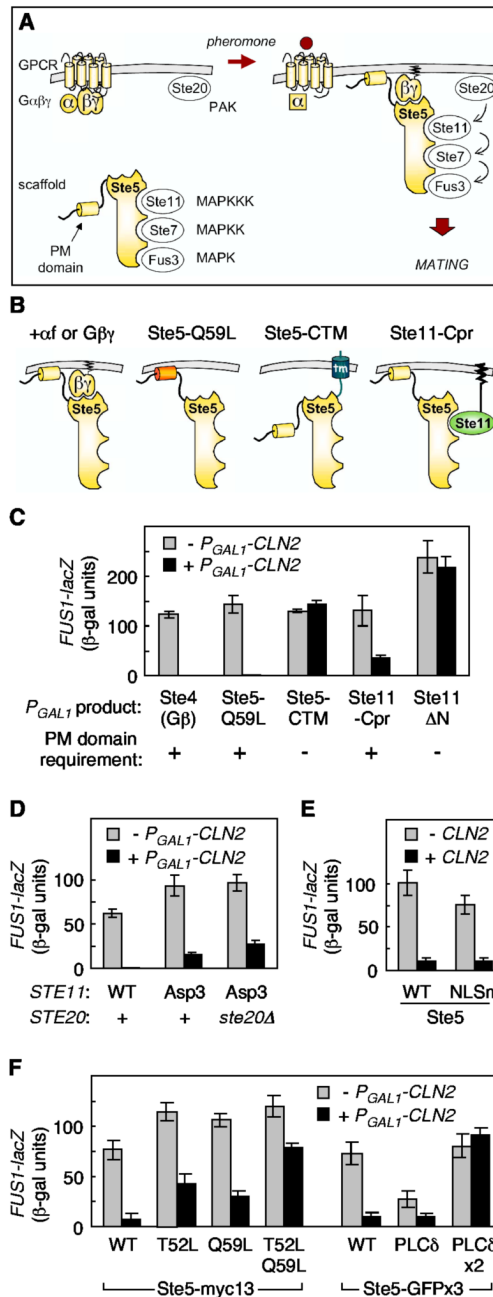 A
pheromone
GPCR
Gαβγ
α
βγ
Ste20
PAK
α
βγ
Ste5
Ste20
Ste11
Ste7
Fus3
MATING
scaffold
PM
domain
Ste5
Ste11 MAPKKK
Ste7 MAPKK
Fus3 MAPK
B
+αf or Gβγ Ste5-Q59L Ste5-CTM Ste11-Cpr
βγ
tm
Ste5 Ste5 Ste5 Ste5
Ste11
C
- PGAL1-CLN2
+ PGAL1-CLN2
FUS1-lacZ
(β-gal units)
200
100
0
PGAL1 product: Ste4 (Gβ) Ste5-Q59L Ste5-CTM Ste11-Cpr Ste11 ΔN
PM domain requirement: + + - + -
D
- PGAL1-CLN2
+ PGAL1-CLN2
FUS1-lacZ
(β-gal units)
100
50
0
STE11: WT Asp3 Asp3
STE20: + + ste20Δ
E
- CLN2
+ CLN2
FUS1-lacZ
(β-gal units)
100
75
50
25
0
WT NLSm
Ste5
F
- PGAL1-CLN2
+ PGAL1-CLN2
FUS1-lacZ
(β-gal units)
100
50
0
WT T52L Q59L T52L Q59L
Ste5-myc13
WT PLCδ PLCδ x2
Ste5-GFPx3